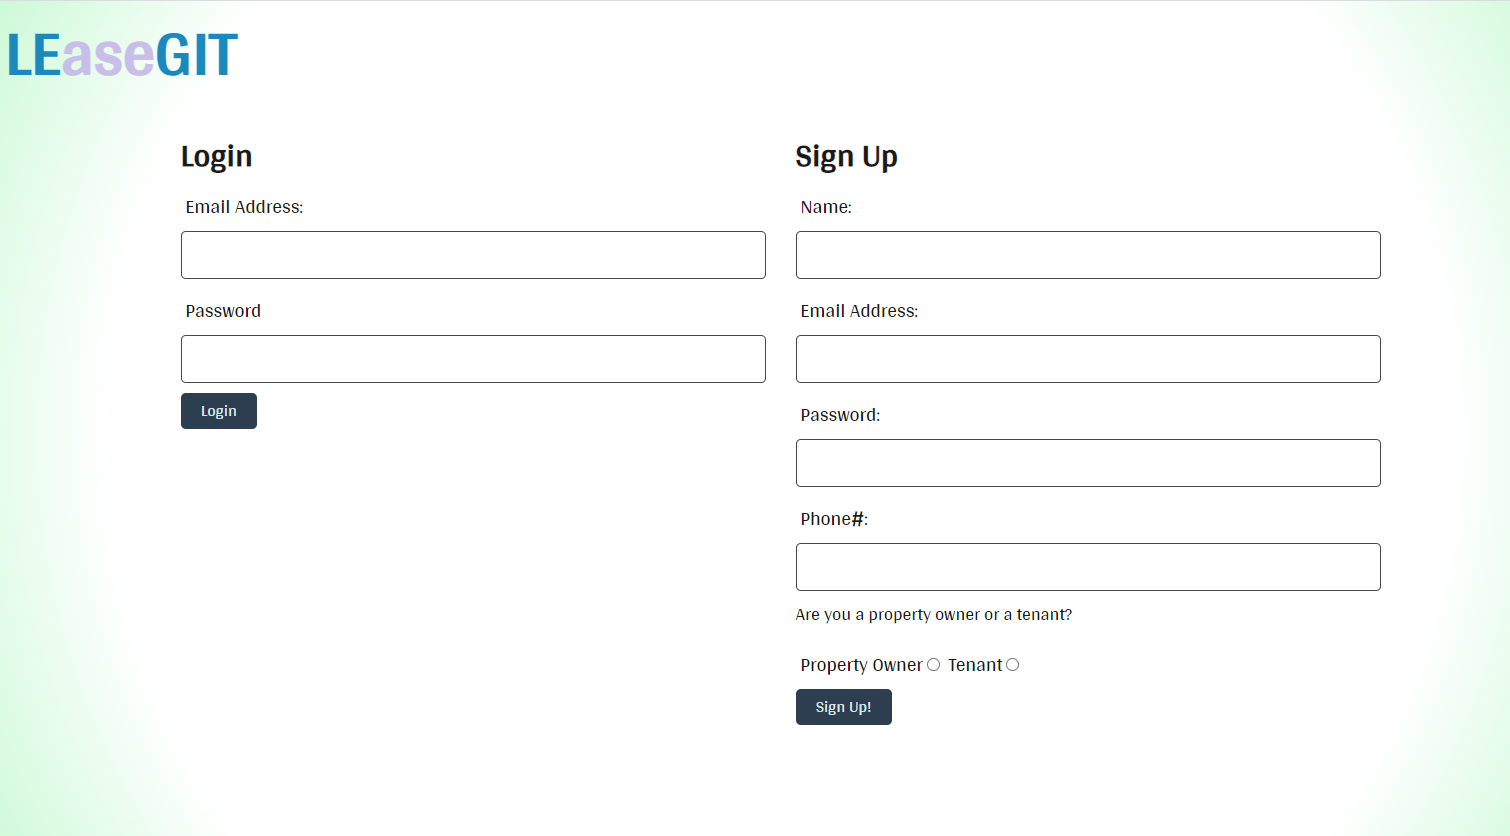 LEaseGIT
Login
Email Address:
Password
Login
Sign Up
Name:
Email Address:
Password:
Phone#:
Are you a property owner or a tenant?
Property Owner Tenant
Sign Up!